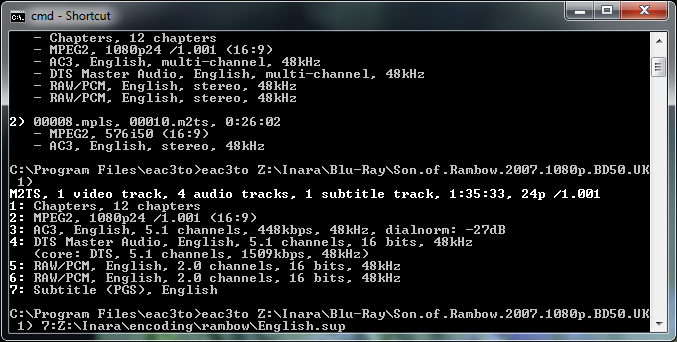 cmd - Shortcut
- Chapters, 12 chapters
- MPEG2, 1080p24 /1.001 (16:9)
- AC3, English, multi-channel, 48kHz
- DTS Master Audio, English, multi-channel, 48kHz
- RAW/PCM, English, stereo, 48kHz
- RAW/PCM, English, stereo, 48kHz
2) 00008.mpls, 00010.m2ts, 0:26:02
- MPEG2, 576i50 (16:9)
- AC3, English, stereo, 48kHz
C:\Program Files\eac3to>eac3to Z:\Inara\Blu-Ray\Son.of.Rambow.2007.1080p.BD50.UK
1)
M2TS, 1 video track, 4 audio tracks, 1 subtitle track, 1:35:33, 24p /1.001
1: Chapters, 12 chapters
2: MPEG2, 1080p24 /1.001 (16:9)
3: AC3, English, 5.1 channels, 448kbps, 48kHz, dialnorm: -27dB
4: DTS Master Audio, English, 5.1 channels, 16 bits, 48kHz
(core: DTS, 5.1 channels, 1509kbps, 48kHz)
5: RAW/PCM, English, 2.0 channels, 16 bits, 48kHz
6: RAW/PCM, English, 2.0 channels, 16 bits, 48kHz
7: Subtitle (PGS), English
C:\Program Files\eac3to>eac3to Z:\Inara\Blu-Ray\Son.of.Rambow.2007.1080p.BD50.UK
1) 7:Z:\Inara\encoding\rambow\English.sup